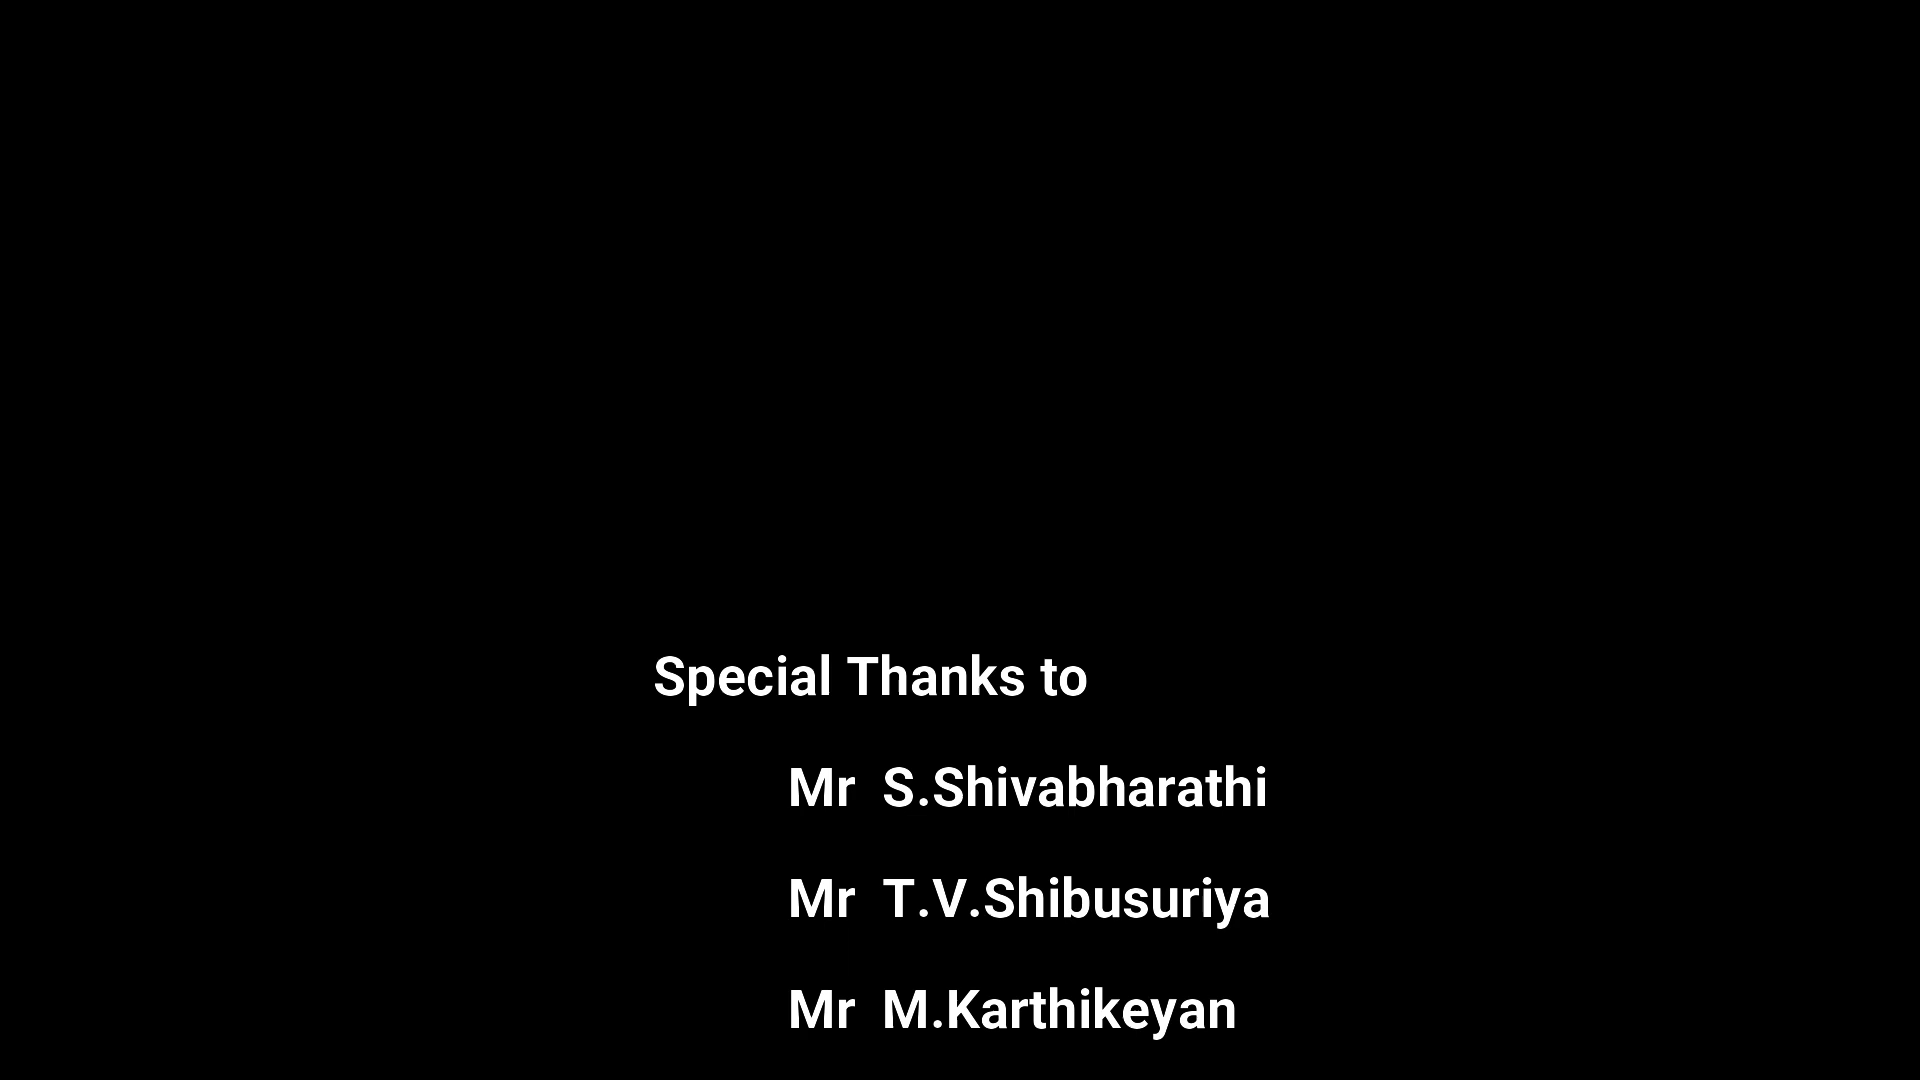 Special Thanks to
Mr S.Shivabharathi
Mr T.V.Shibusuriya
Mr M.Karthikeyan